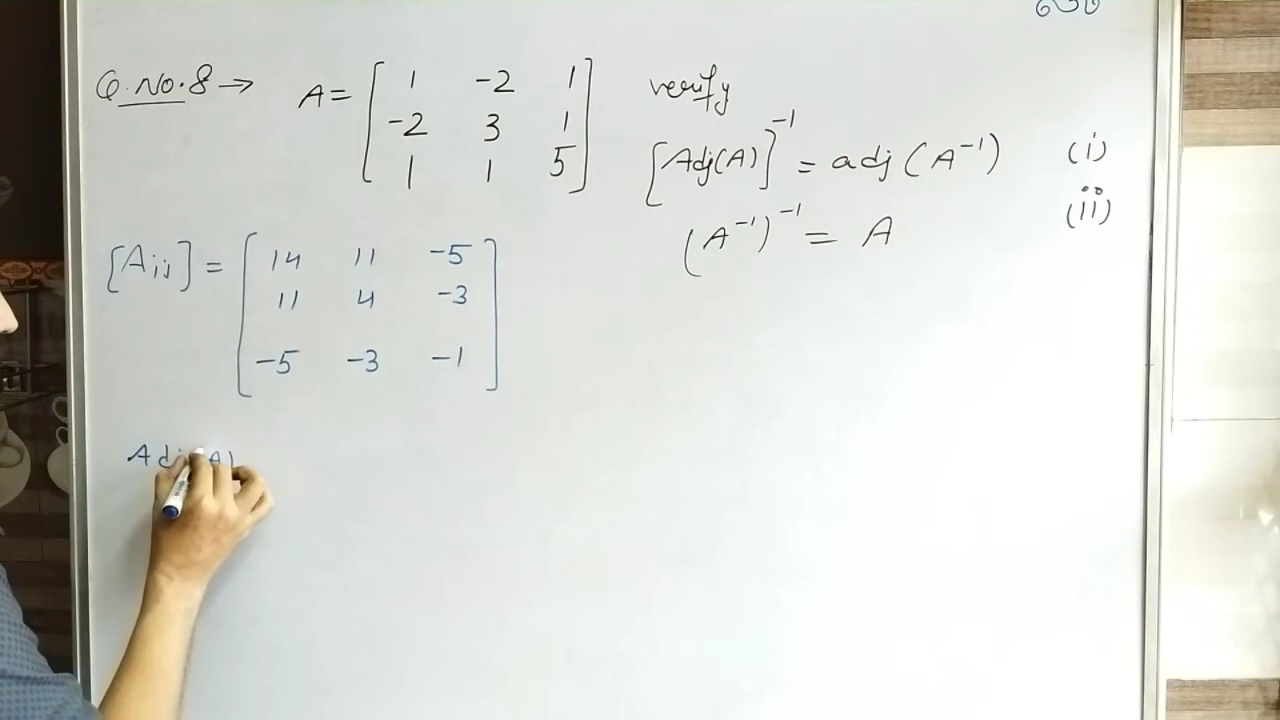 Q.No.8 → A = [ 1 -2 1 verify
-2 3 1
1 1 5 ] [Adj(A)]⁻¹ = adj(A⁻¹) (i)
(A⁻¹)⁻¹ = A (ii)
[Aij] = [ 14 11 -5
11 4 -3
-5 -3 -1 ]